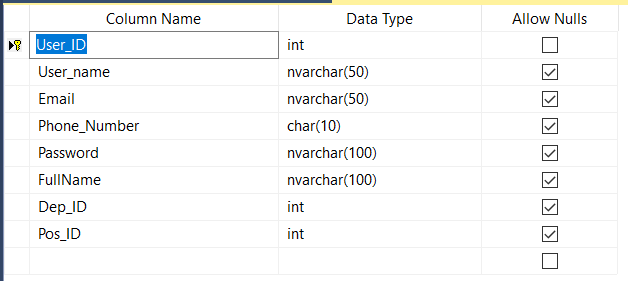 Column Name Data Type Allow Nulls
User_ID int
User_name nvarchar(50)
Email nvarchar(50)
Phone_Number char(10)
Password nvarchar(100)
FullName nvarchar(100)
Dep_ID int
Pos_ID int